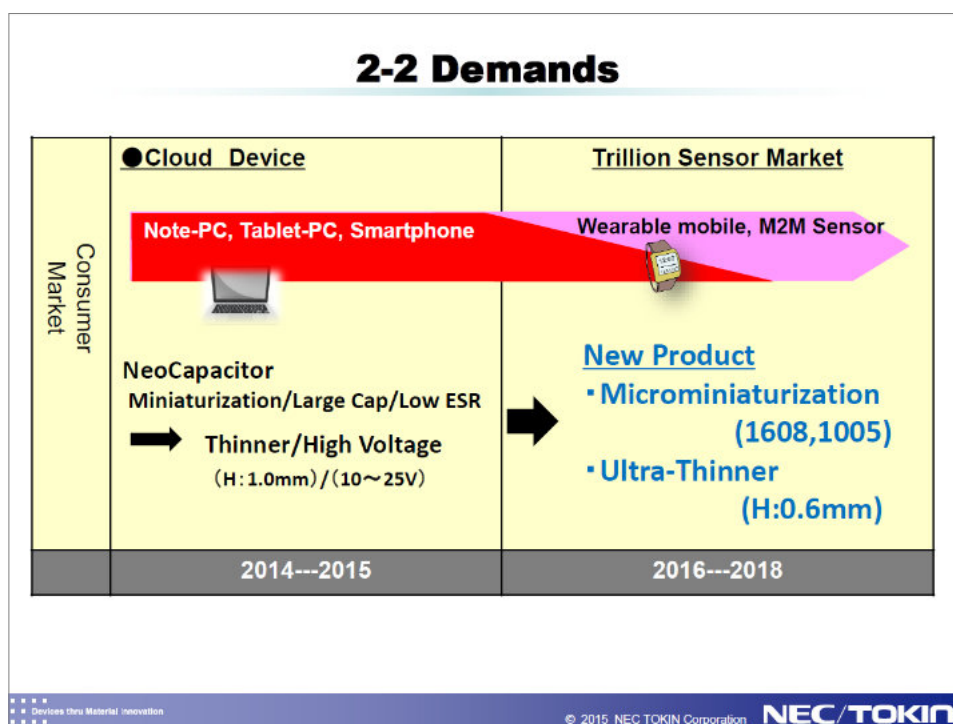 2-2 Demands
Consumer
Market
●Cloud Device
Note-PC, Tablet-PC, Smartphone
NeoCapacitor
Miniaturization/Large Cap/Low ESR
Thinner/High Voltage
(H:1.0mm)/(10～25V)
2014---2015
Trillion Sensor Market
Wearable mobile, M2M Sensor
New Product
・Microminiaturization
(1608,1005)
・Ultra-Thinner
(H:0.6mm)
2016---2018
Devices thru Material Innovation
© 2015 NEC TOKIN Corporation
NEC/TOKIN